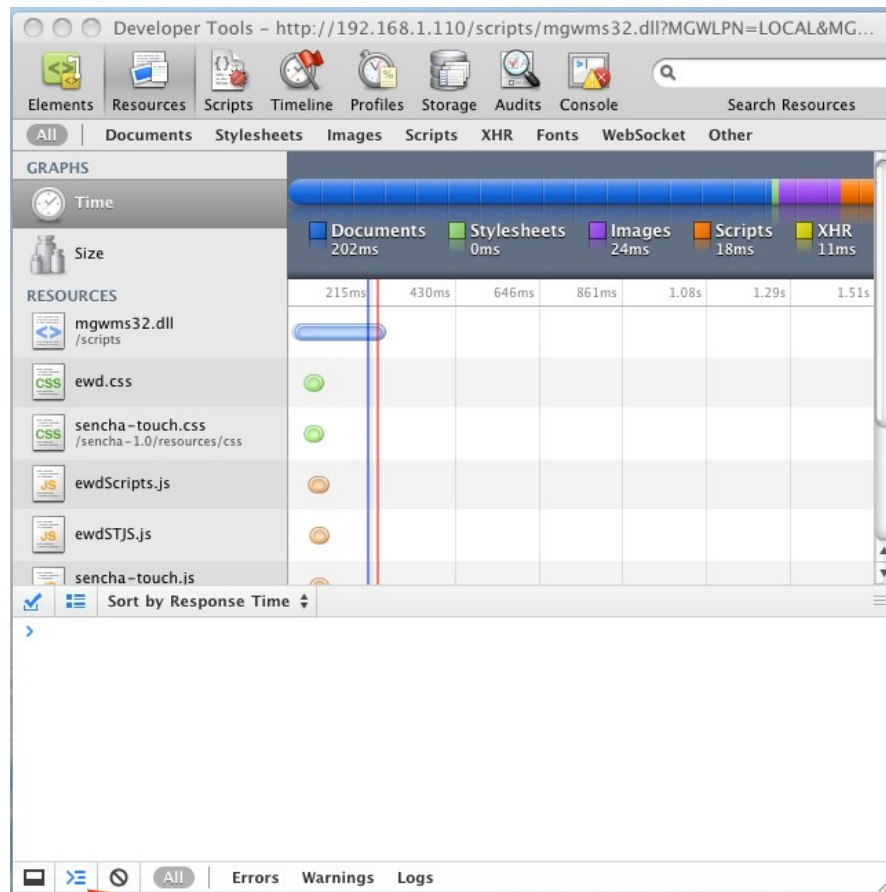 Developer Tools – http://192.168.1.110/scripts/mgwms32.dll?MGWLPN=LOCAL&MG...
Elements Resources Scripts Timeline Profiles Storage Audits Console Search Resources
All Documents Stylesheets Images Scripts XHR Fonts WebSocket Other
GRAPHS
Time
Documents Stylesheets Images Scripts XHR
202ms 0ms 24ms 18ms 11ms
Size
RESOURCES
215ms 430ms 646ms 861ms 1.08s 1.29s 1.51s
mgwms32.dll
/scripts
<>
CSS ewd.css
sencha-touch.css
CSS
/sencha-1.0/resources/css
JS ewdScripts.js
JS ewdSTJS.js
sencha-touch.js
Sort by Response Time
>
All Errors Warnings Logs